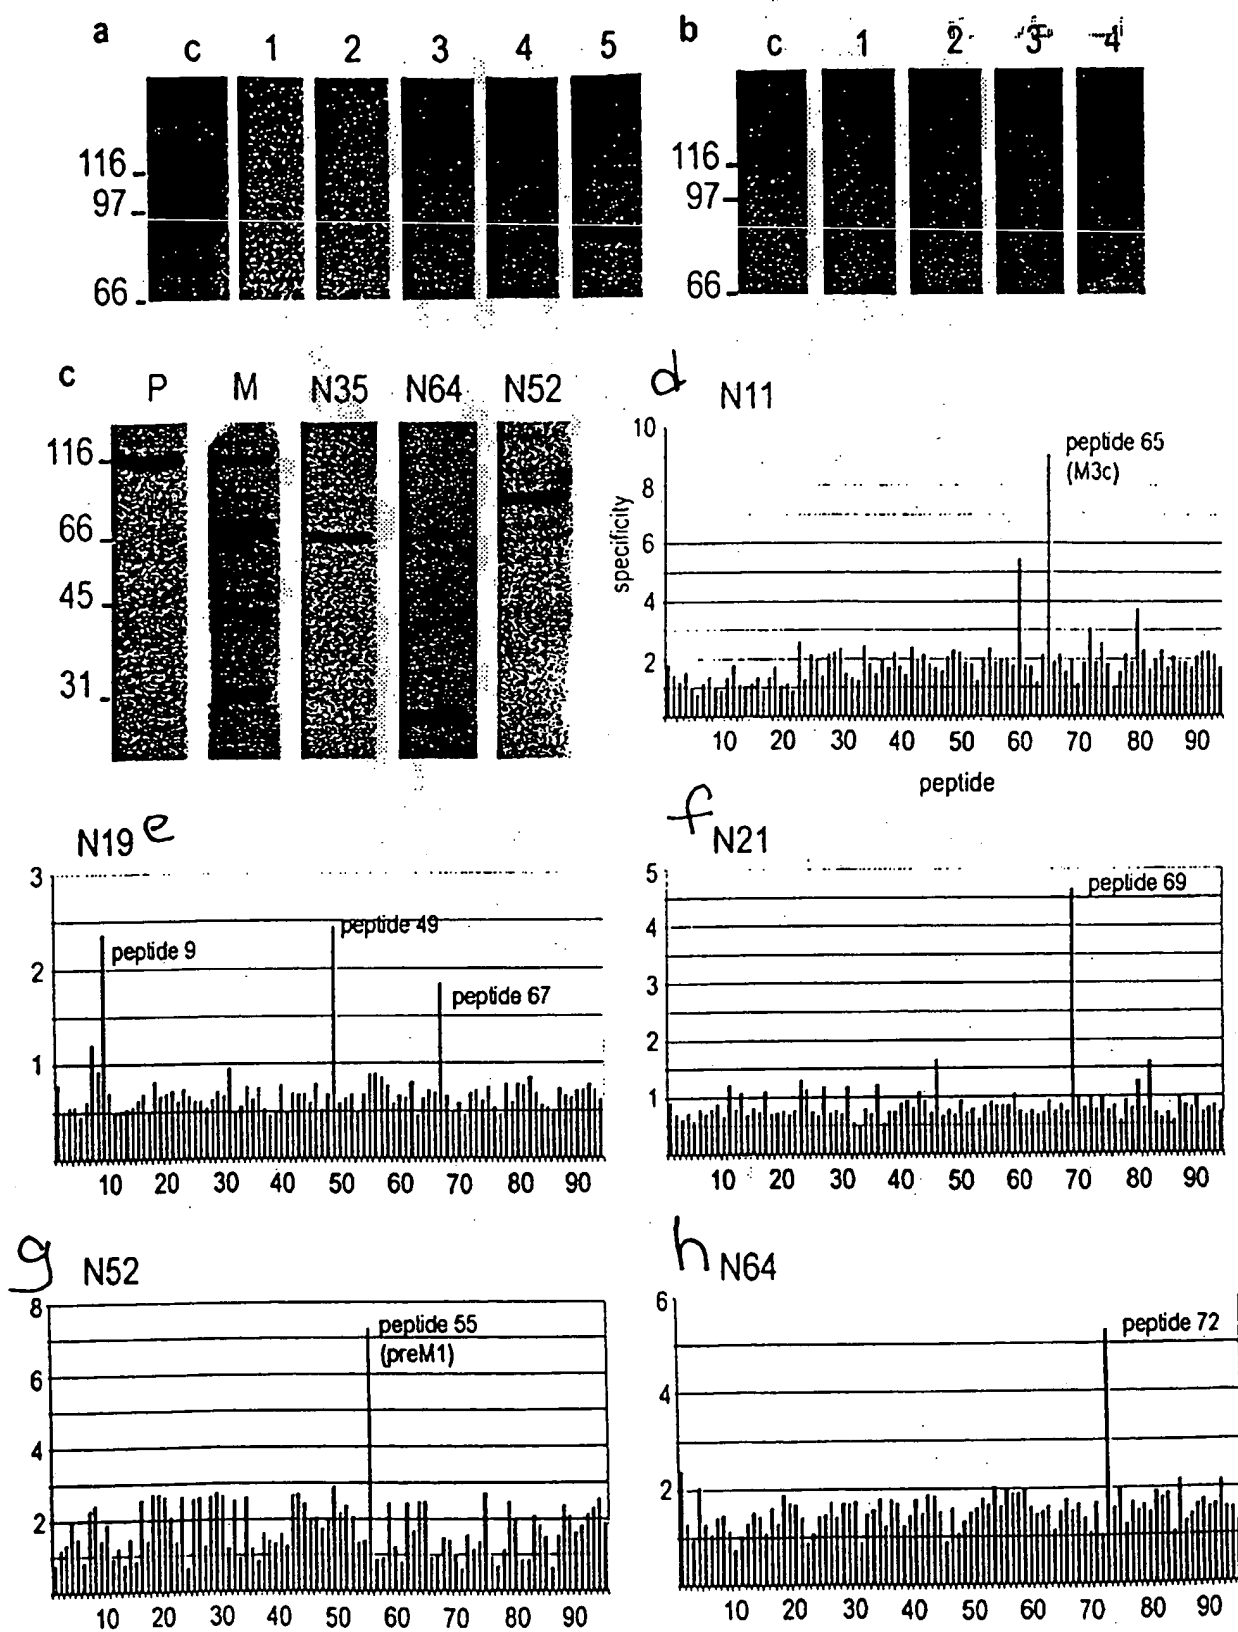 a
c 1 2 3 4 5
116
97
66
b
c 1 2 3 4
116
97
66
c
P M N35 N64 N52
116
66
45
31
d N11
10
8
6
4
2
specificity
peptide 65
(M3c)
10 20 30 40 50 60 70 80 90
peptide
N19 e
3
2
1
peptide 9
peptide 49
peptide 67
10 20 30 40 50 60 70 80 90
f N21
5
4
3
2
1
peptide 69
10 20 30 40 50 60 70 80 90
g N52
8
6
4
2
peptide 55
(preM1)
10 20 30 40 50 60 70 80 90
h N64
6
4
2
peptide 72
10 20 30 40 50 60 70 80 90